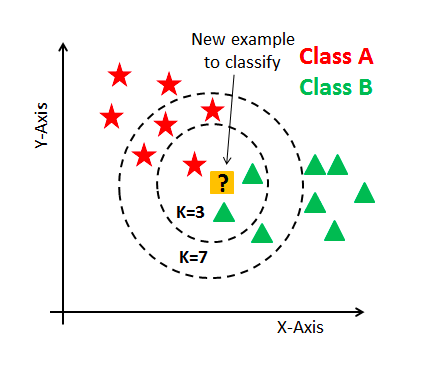 New example
to classify
Class A
Class B
Y-Axis
?
K=3
K=7
X-Axis